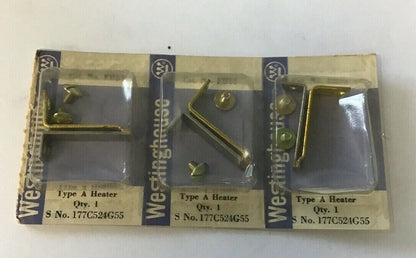 Westinghouse
Type A Heater
Qty. 1
S No. 177C524G55
Westinghouse
Type A Heater
Qty. 1
S No. 177C524G55
Westinghouse
Type A Heater
Qty. 1
S No. 177C524G55